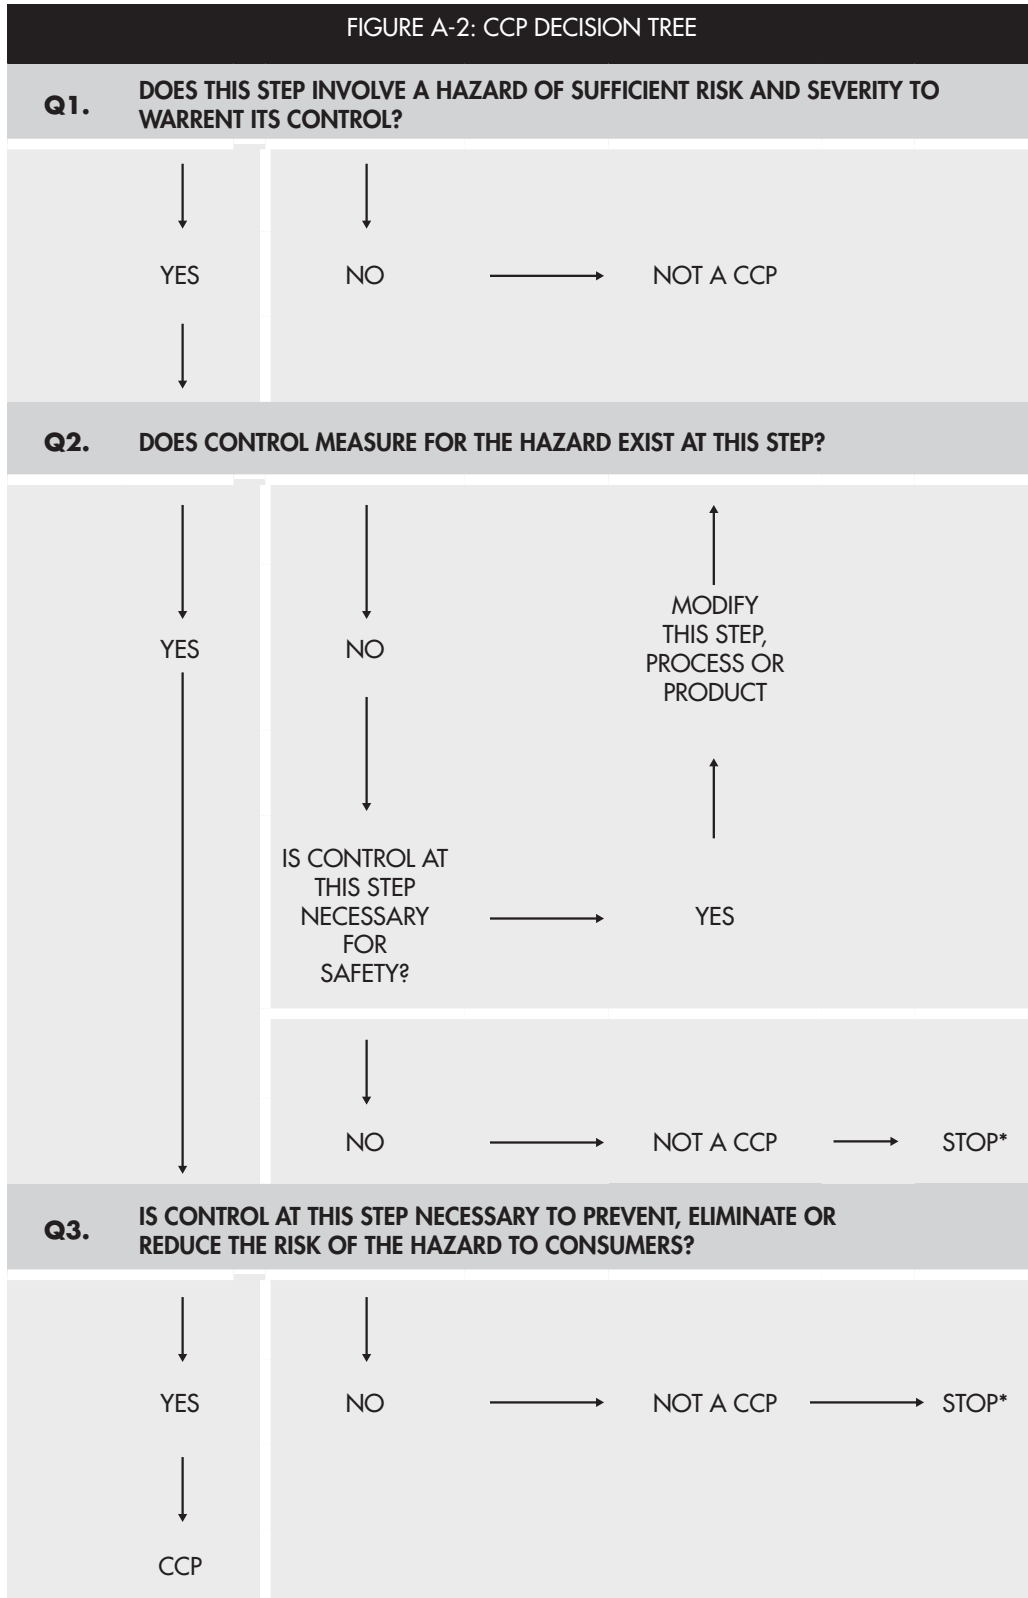 FIGURE A-2: CCP DECISION TREE
Q1. DOES THIS STEP INVOLVE A HAZARD OF SUFFICIENT RISK AND SEVERITY TO
WARRENT ITS CONTROL?
YES NO NOT A CCP
Q2. DOES CONTROL MEASURE FOR THE HAZARD EXIST AT THIS STEP?
YES NO
MODIFY
THIS STEP,
PROCESS OR
PRODUCT
IS CONTROL AT
THIS STEP
NECESSARY
FOR
SAFETY?
YES
NO NOT A CCP STOP*
Q3. IS CONTROL AT THIS STEP NECESSARY TO PREVENT, ELIMINATE OR
REDUCE THE RISK OF THE HAZARD TO CONSUMERS?
YES NO NOT A CCP STOP*
CCP